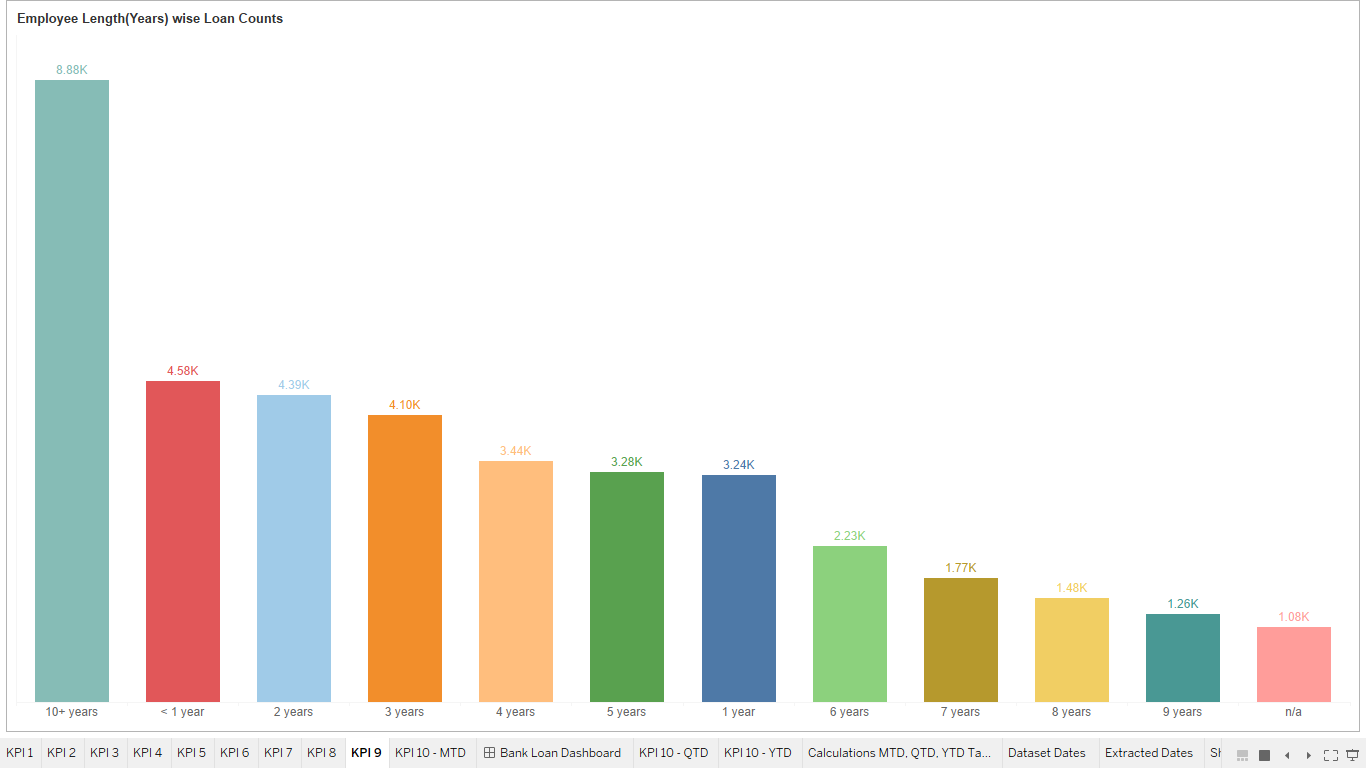 Employee Length(Years) wise Loan Counts
8.88K
4.58K
4.39K
4.10K
3.44K
3.28K
3.24K
2.23K
1.77K
1.48K
1.26K
1.08K
10+ years < 1 year 2 years 3 years 4 years 5 years 1 year 6 years 7 years 8 years 9 years n/a
KPI 1 KPI 2 KPI 3 KPI 4 KPI 5 KPI 6 KPI 7 KPI 8 KPI 9 KPI 10 - MTD Bank Loan Dashboard KPI 10 - QTD KPI 10 - YTD Calculations MTD, QTD, YTD Ta... Dataset Dates Extracted Dates